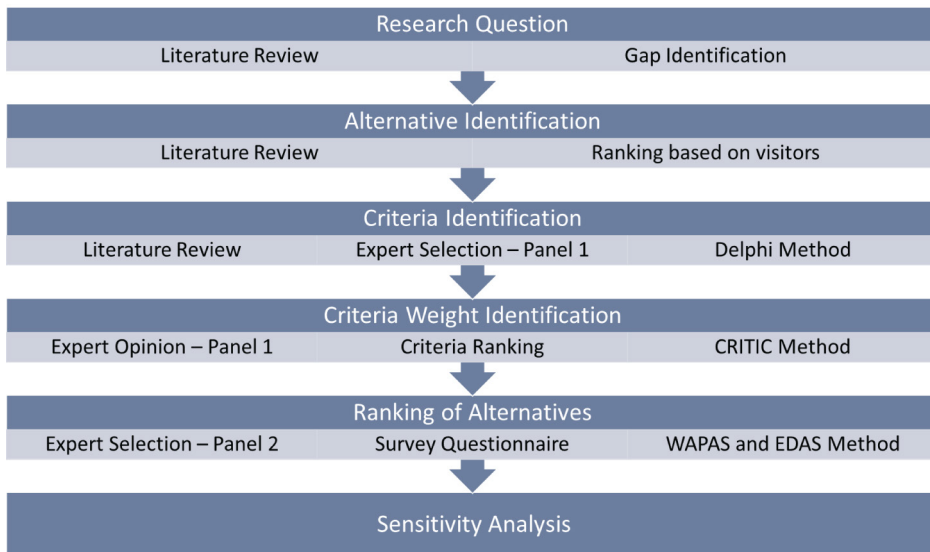 Research Question
Literature Review Gap Identification
Alternative Identification
Literature Review Ranking based on visitors
Criteria Identification
Literature Review Expert Selection – Panel 1 Delphi Method
Criteria Weight Identification
Expert Opinion – Panel 1 Criteria Ranking CRITIC Method
Ranking of Alternatives
Expert Selection – Panel 2 Survey Questionnaire WAPAS and EDAS Method
Sensitivity Analysis